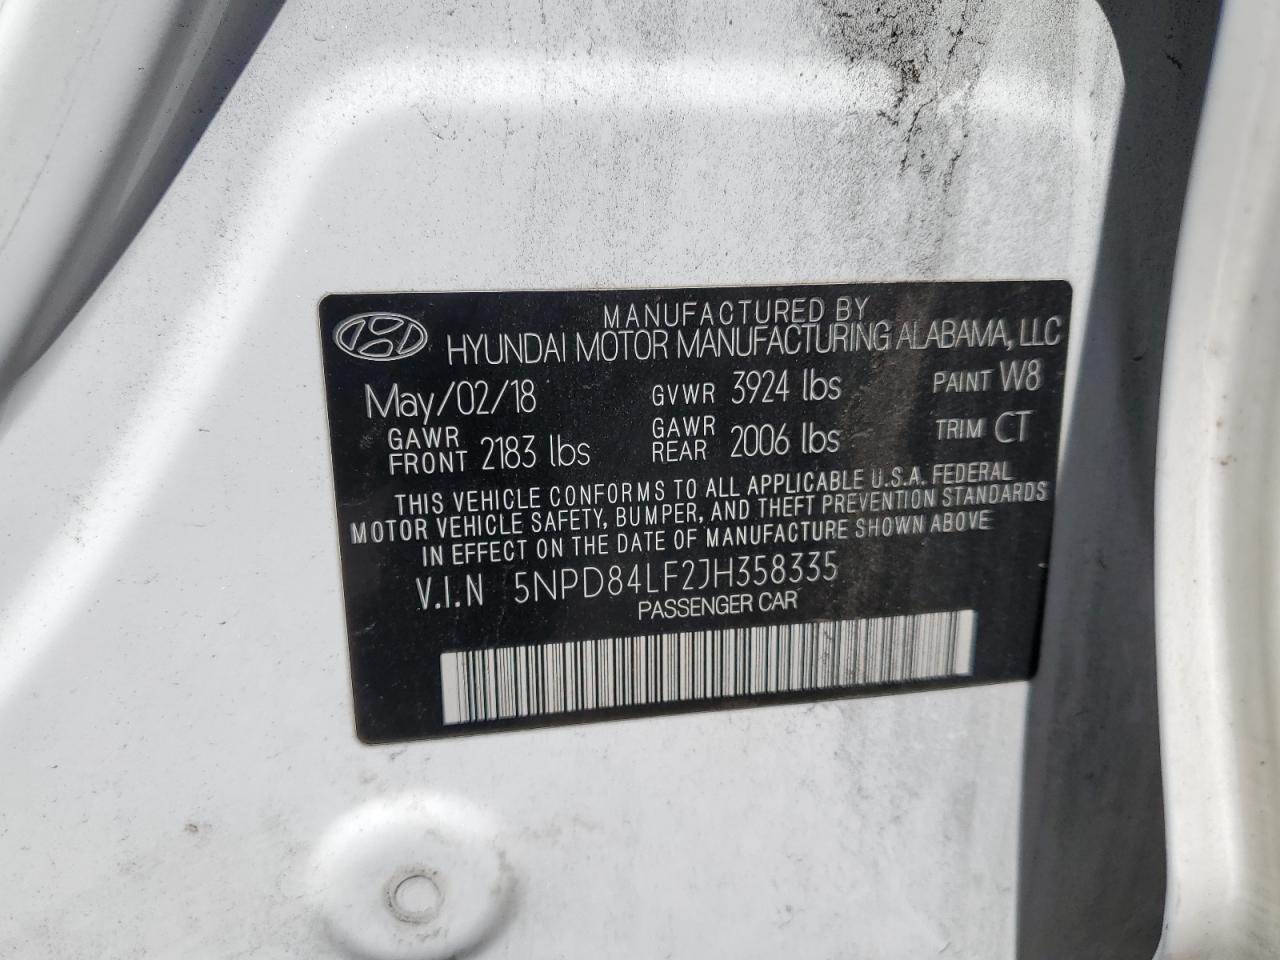 MANUFACTURED BY
HYUNDAI MOTOR MANUFACTURING ALABAMA, LLC
May/02/18 GVWR 3924 lbs PAINT W8
GAWR FRONT 2183 lbs GAWR REAR 2006 lbs TRIM CT
THIS VEHICLE CONFORMS TO ALL APPLICABLE U.S.A. FEDERAL
MOTOR VEHICLE SAFETY, BUMPER, AND THEFT PREVENTION STANDARDS
IN EFFECT ON THE DATE OF MANUFACTURE SHOWN ABOVE
V.I.N 5NPD84LF2JH358335
PASSENGER CAR